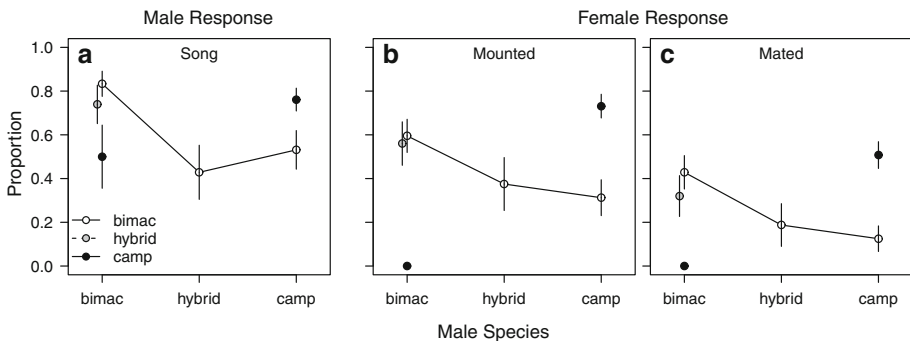 Male Response
Female Response
a
Song
b
Mounted
c
Mated
Proportion
1.0
0.8
0.6
0.4
0.2
0.0
bimac
hybrid
camp
bimac hybrid camp
bimac hybrid camp
bimac hybrid camp
Male Species